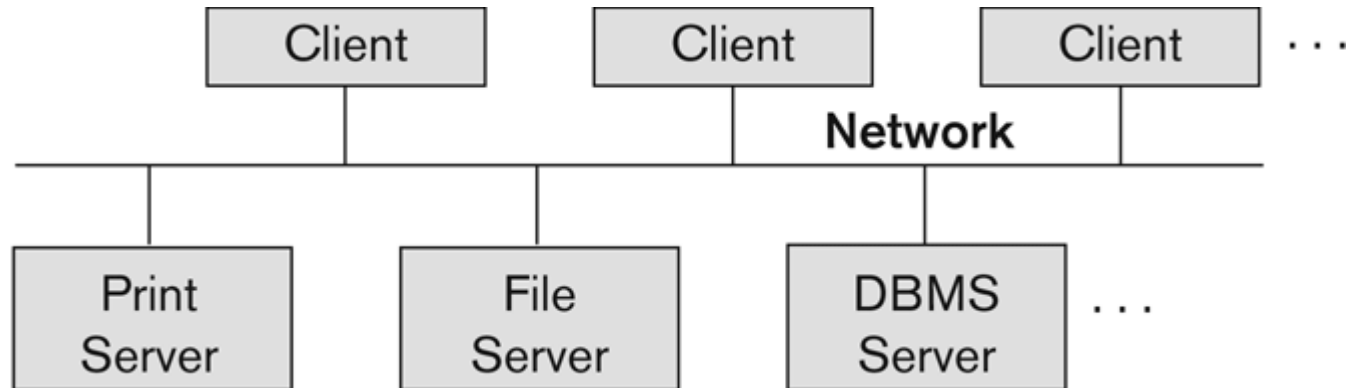 Client
Client
Client
. . .
Network
Print
Server
File
Server
DBMS
Server
. . .